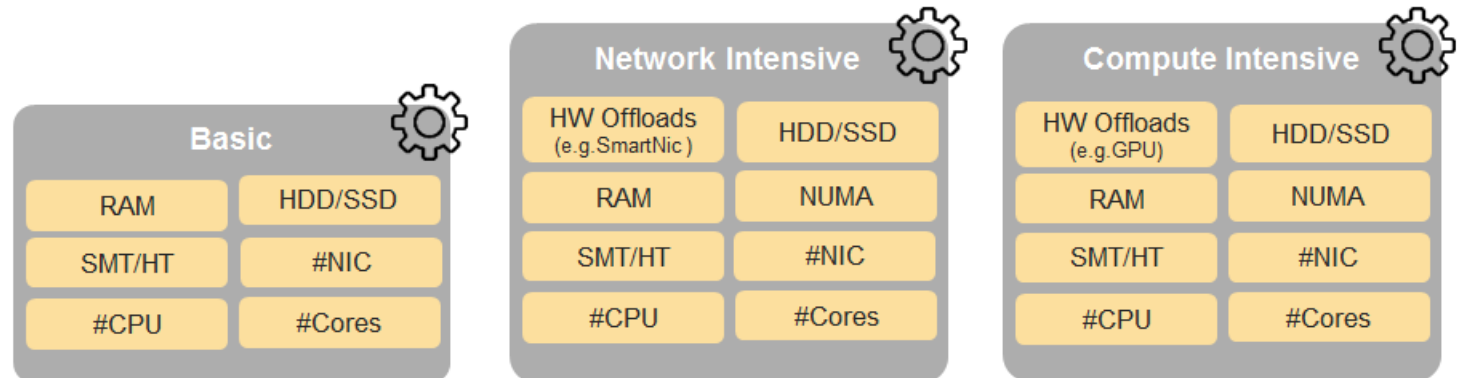 Basic
RAM
HDD/SSD
SMT/HT
#NIC
#CPU
#Cores
Network Intensive
HW Offloads
(e.g.SmartNic )
HDD/SSD
RAM
NUMA
SMT/HT
#NIC
#CPU
#Cores
Compute Intensive
HW Offloads
(e.g.GPU)
HDD/SSD
RAM
NUMA
SMT/HT
#NIC
#CPU
#Cores